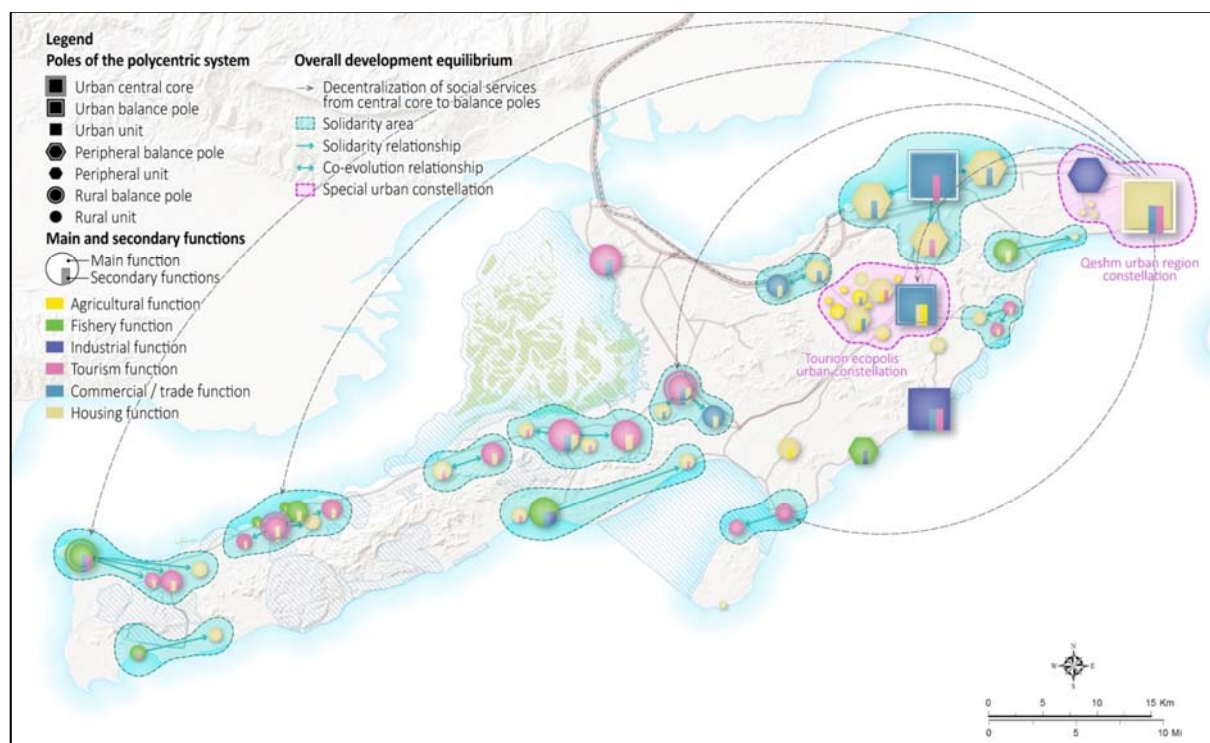 Legend
Poles of the polycentric system
Urban central core
Urban balance pole
Urban unit
Peripheral balance pole
Peripheral unit
Rural balance pole
Rural unit
Main and secondary functions
Main function
Secondary functions
Agricultural function
Fishery function
Industrial function
Tourism function
Commercial / trade function
Housing function
Overall development equilibrium
Decentralization of social services
from central core to balance poles
Solidarity area
Solidarity relationship
Co-evolution relationship
Special urban constellation
Qeshm urban region
constellation
Tourion ecopolis
urban constellation
N
W E
S
0 5 10 15 Km
0 5 10 Mi